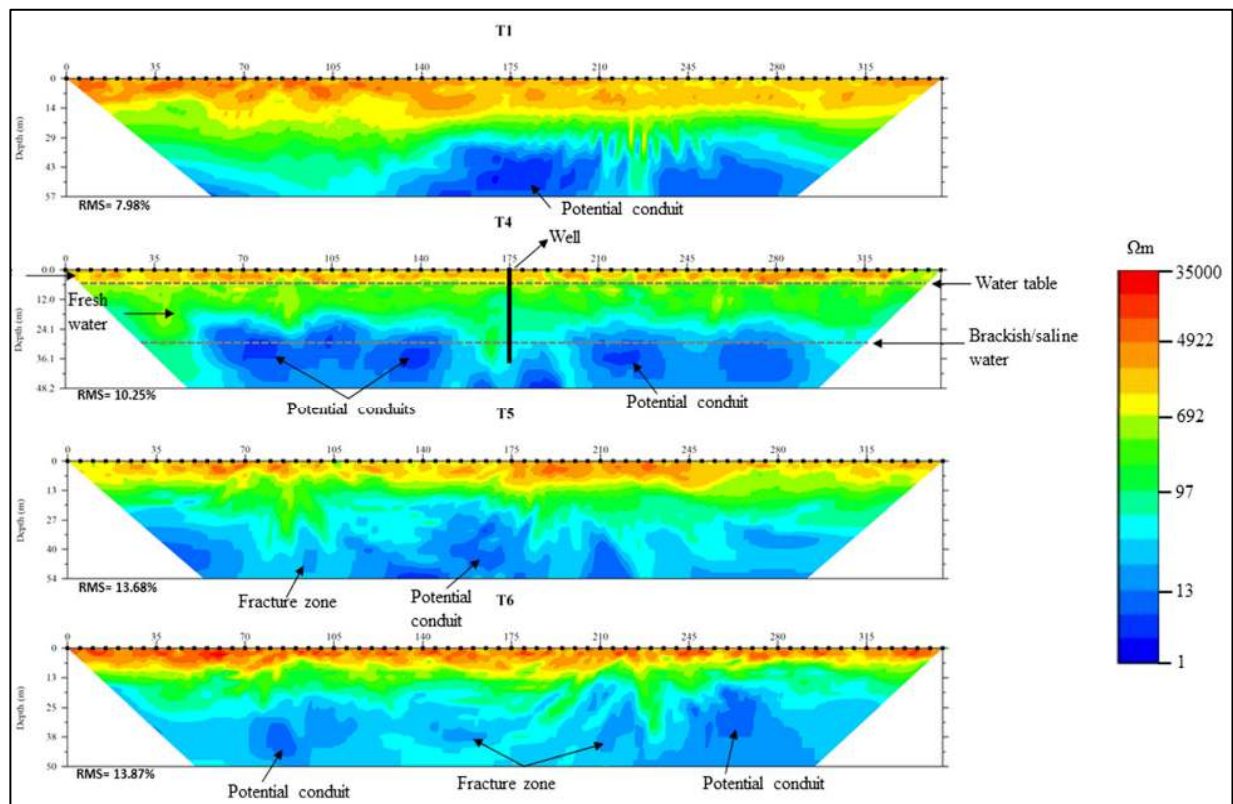 T1
0 35 70 105 140 175 210 245 280 315
Depth (m)
0
14
29
43
57
RMS= 7.98%
Potential conduit
T4
Well
0 35 70 105 140 210 245 280 315
Depth (m)
0.0
12.0
24.1
36.1
48.2
Fresh
water
Water table
Brackish/saline
water
RMS= 10.25%
Potential conduits
Potential conduit
T5
0 35 70 105 140 175 210 245 280 315
Depth (m)
0
13
27
40
54
RMS= 13.68%
Fracture zone
Potential
conduit
T6
0 35 70 105 140 175 210 245 280 315
Depth (m)
0
13
25
38
50
RMS= 13.87%
Potential conduit
Fracture zone
Potential conduit
Ωm
35000
4922
692
97
13
1